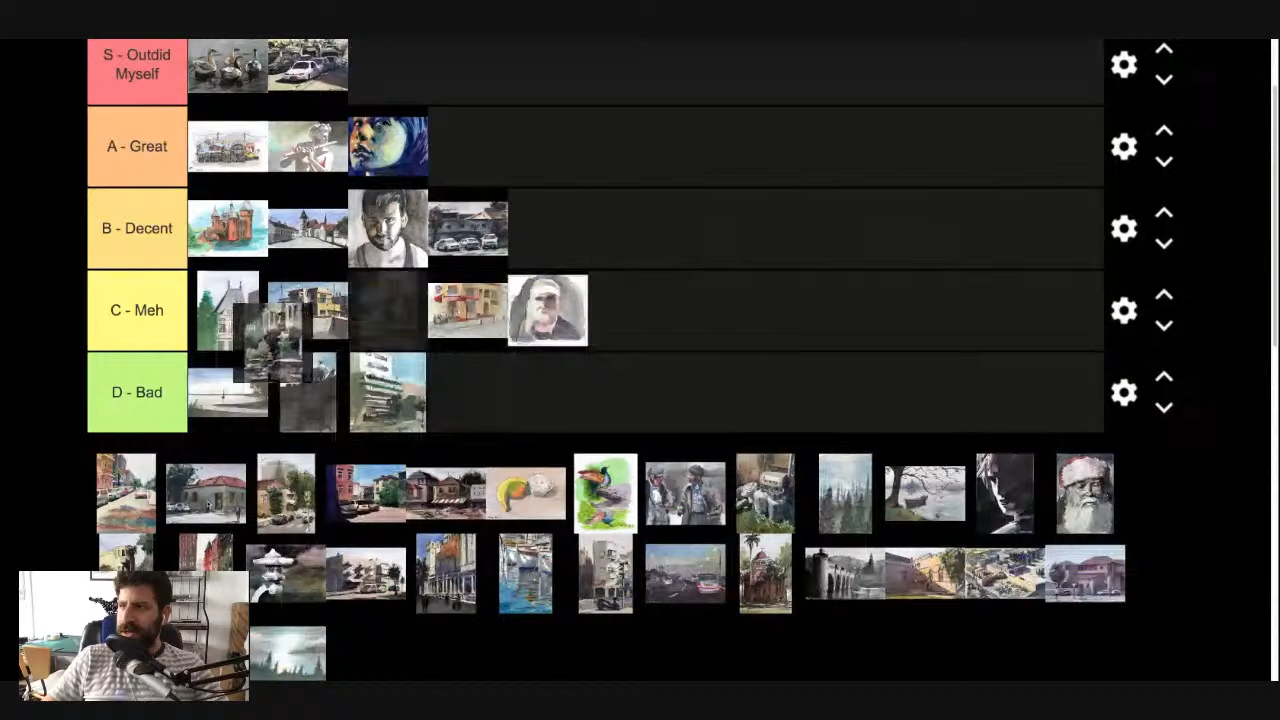 S - Outdid
Myself
A - Great
B - Decent
C - Meh
D - Bad